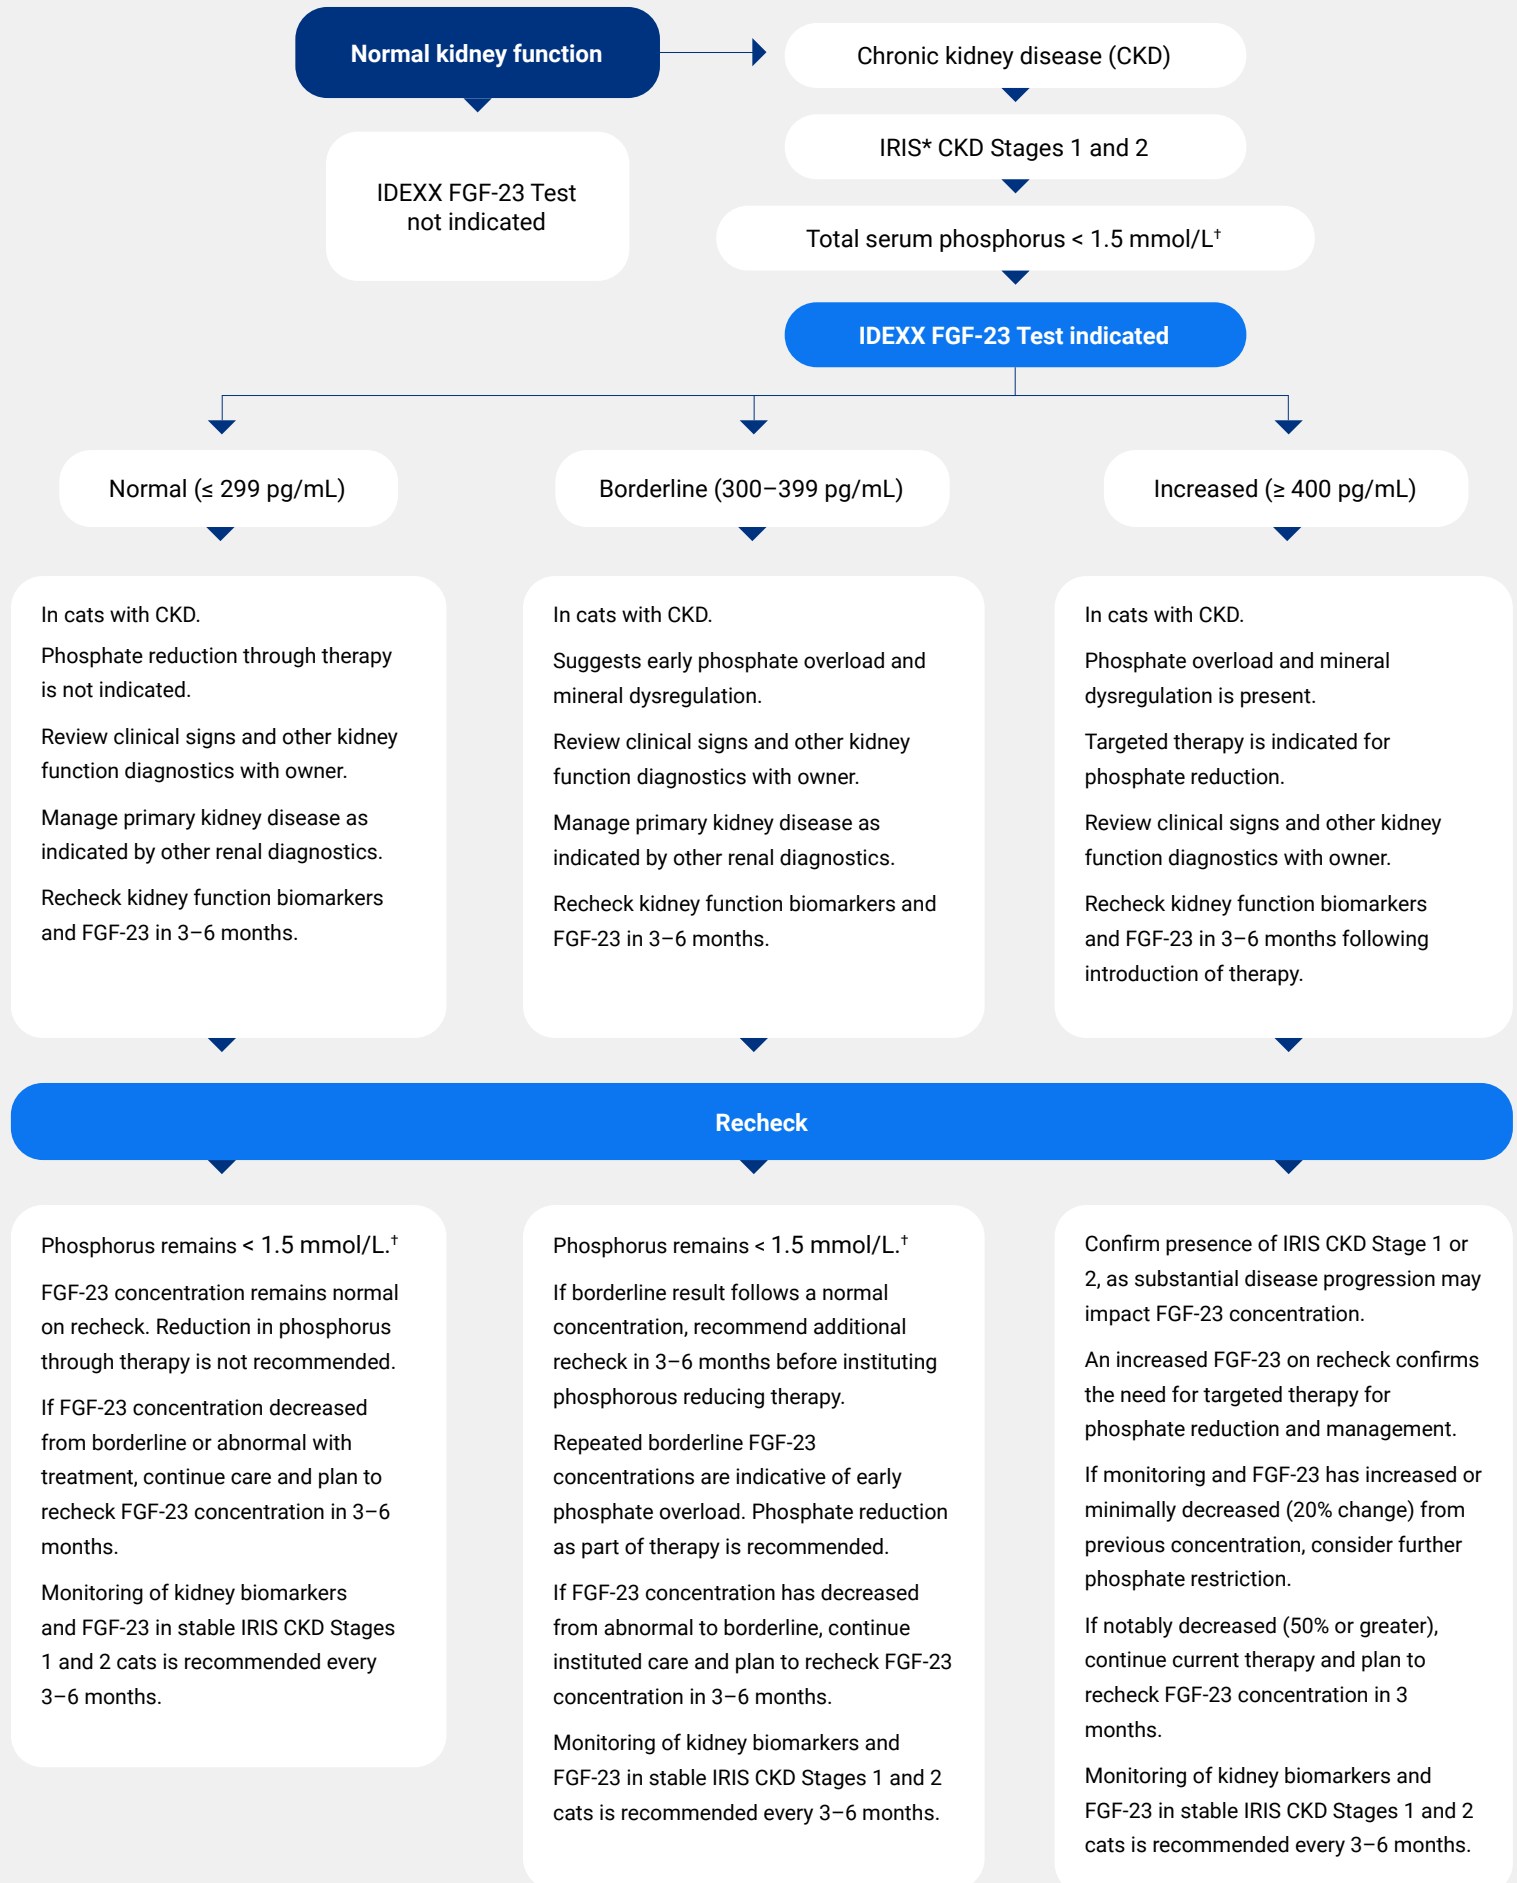 Normal kidney function
Chronic kidney disease (CKD)
IDEXX FGF-23 Test
not indicated
IRIS* CKD Stages 1 and 2
Total serum phosphorus < 1.5 mmol/L†
IDEXX FGF-23 Test indicated
Normal (≤ 299 pg/mL)
In cats with CKD.
Phosphate reduction through therapy
is not indicated.
Review clinical signs and other kidney
function diagnostics with owner.
Manage primary kidney disease as
indicated by other renal diagnostics.
Recheck kidney function biomarkers
and FGF-23 in 3–6 months.
Borderline (300–399 pg/mL)
In cats with CKD.
Suggests early phosphate overload and
mineral dysregulation.
Review clinical signs and other kidney
function diagnostics with owner.
Manage primary kidney disease as
indicated by other renal diagnostics.
Recheck kidney function biomarkers and
FGF-23 in 3–6 months.
Increased (≥ 400 pg/mL)
In cats with CKD.
Phosphate overload and mineral
dysregulation is present.
Targeted therapy is indicated for
phosphate reduction.
Review clinical signs and other kidney
function diagnostics with owner.
Recheck kidney function biomarkers
and FGF-23 in 3–6 months following
introduction of therapy.
Recheck
Phosphorus remains < 1.5 mmol/L.†
FGF-23 concentration remains normal
on recheck. Reduction in phosphorus
through therapy is not recommended.
If FGF-23 concentration decreased
from borderline or abnormal with
treatment, continue care and plan to
recheck FGF-23 concentration in 3–6
months.
Monitoring of kidney biomarkers
and FGF-23 in stable IRIS CKD Stages
1 and 2 cats is recommended every
3–6 months.
Phosphorus remains < 1.5 mmol/L.†
If borderline result follows a normal
concentration, recommend additional
recheck in 3–6 months before instituting
phosphorous reducing therapy.
Repeated borderline FGF-23
concentrations are indicative of early
phosphate overload. Phosphate reduction
as part of therapy is recommended.
If FGF-23 concentration has decreased
from abnormal to borderline, continue
instituted care and plan to recheck FGF-23
concentration in 3–6 months.
Monitoring of kidney biomarkers and
FGF-23 in stable IRIS CKD Stages 1 and 2
cats is recommended every 3–6 months.
Confirm presence of IRIS CKD Stage 1 or
2, as substantial disease progression may
impact FGF-23 concentration.
An increased FGF-23 on recheck confirms
the need for targeted therapy for
phosphate reduction and management.
If monitoring and FGF-23 has increased or
minimally decreased (20% change) from
previous concentration, consider further
phosphate restriction.
If notably decreased (50% or greater),
continue current therapy and plan to
recheck FGF-23 concentration in 3
months.
Monitoring of kidney biomarkers and
FGF-23 in stable IRIS CKD Stages 1 and 2
cats is recommended every 3–6 months.